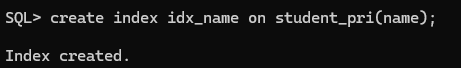 SQL> create index idx_name on student_pri(name);
Index created.